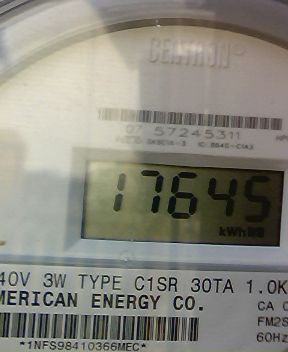 CENTRON®
07 57245311
17645
kWh
40V 3W TYPE C1SR 30TA 1.0K
MERICAN ENERGY CO.
CA 0
FM2S
60Hz
*1NFS98410366MEC*